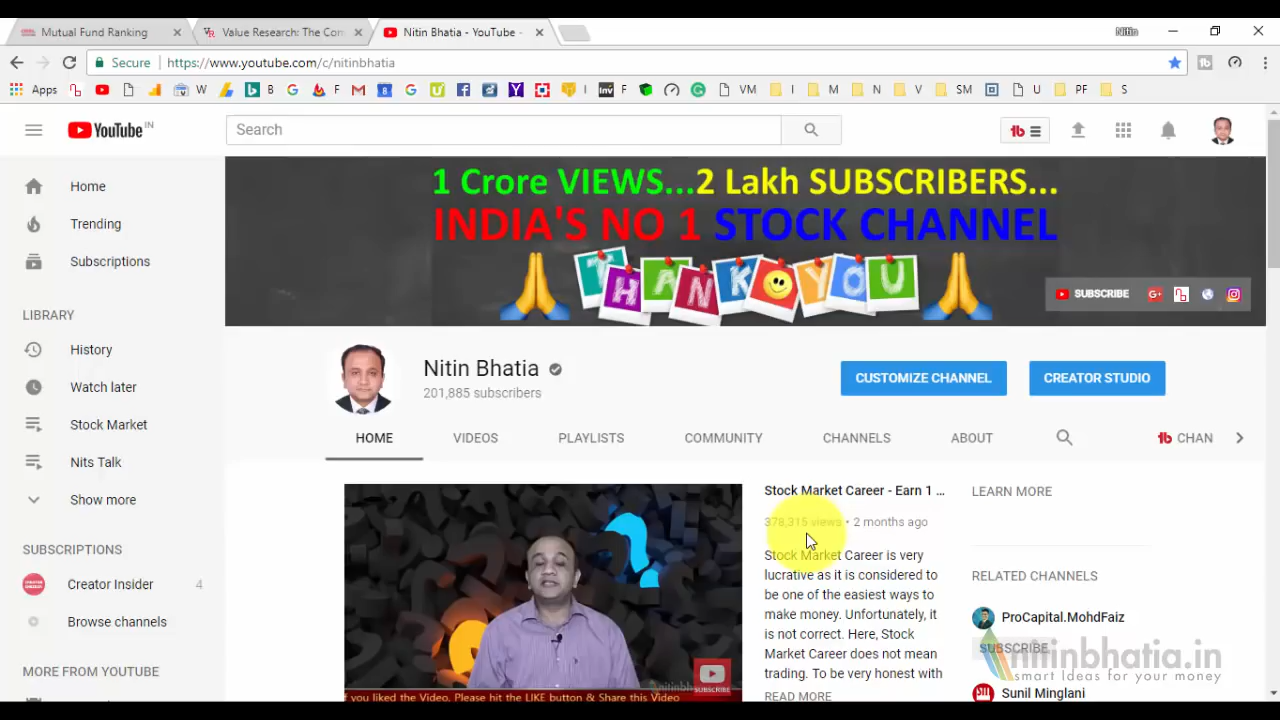 Mutual Fund Ranking
Value Research: The Com
Nitin Bhatia - YouTube -
Nitin
Secure
https://www.youtube.com/c/nitinbhatia
Apps B G F M G F I F VM I M N V SM U PF S
YouTube IN
Search
1 Crore VIEWS...2 Lakh SUBSCRIBERS...
INDIA'S NO 1 STOCK CHANNEL
THANK YOU
SUBSCRIBE
Home
Trending
Subscriptions
LIBRARY
History
Watch later
Stock Market
Nits Talk
Show more
SUBSCRIPTIONS
Creator Insider 4
Browse channels
MORE FROM YOUTUBE
Nitin Bhatia
201,885 subscribers
CUSTOMIZE CHANNEL
CREATOR STUDIO
HOME VIDEOS PLAYLISTS COMMUNITY CHANNELS ABOUT CHAN
SUBSCRIBE
f you liked the Video, Please hit the LIKE button & Share this Video
Stock Market Career - Earn 1 ...
378,315 views • 2 months ago
Stock Market Career is very
lucrative as it is considered to
be one of the easiest ways to
make money. Unfortunately, it
is not correct. Here, Stock
Market Career does not mean
trading. To be very honest with
READ MORE
LEARN MORE
RELATED CHANNELS
ProCapital.MohdFaiz
SUBSCRIBE
nitinbhatia.in
smart Ideas for your money
Sunil Minglani